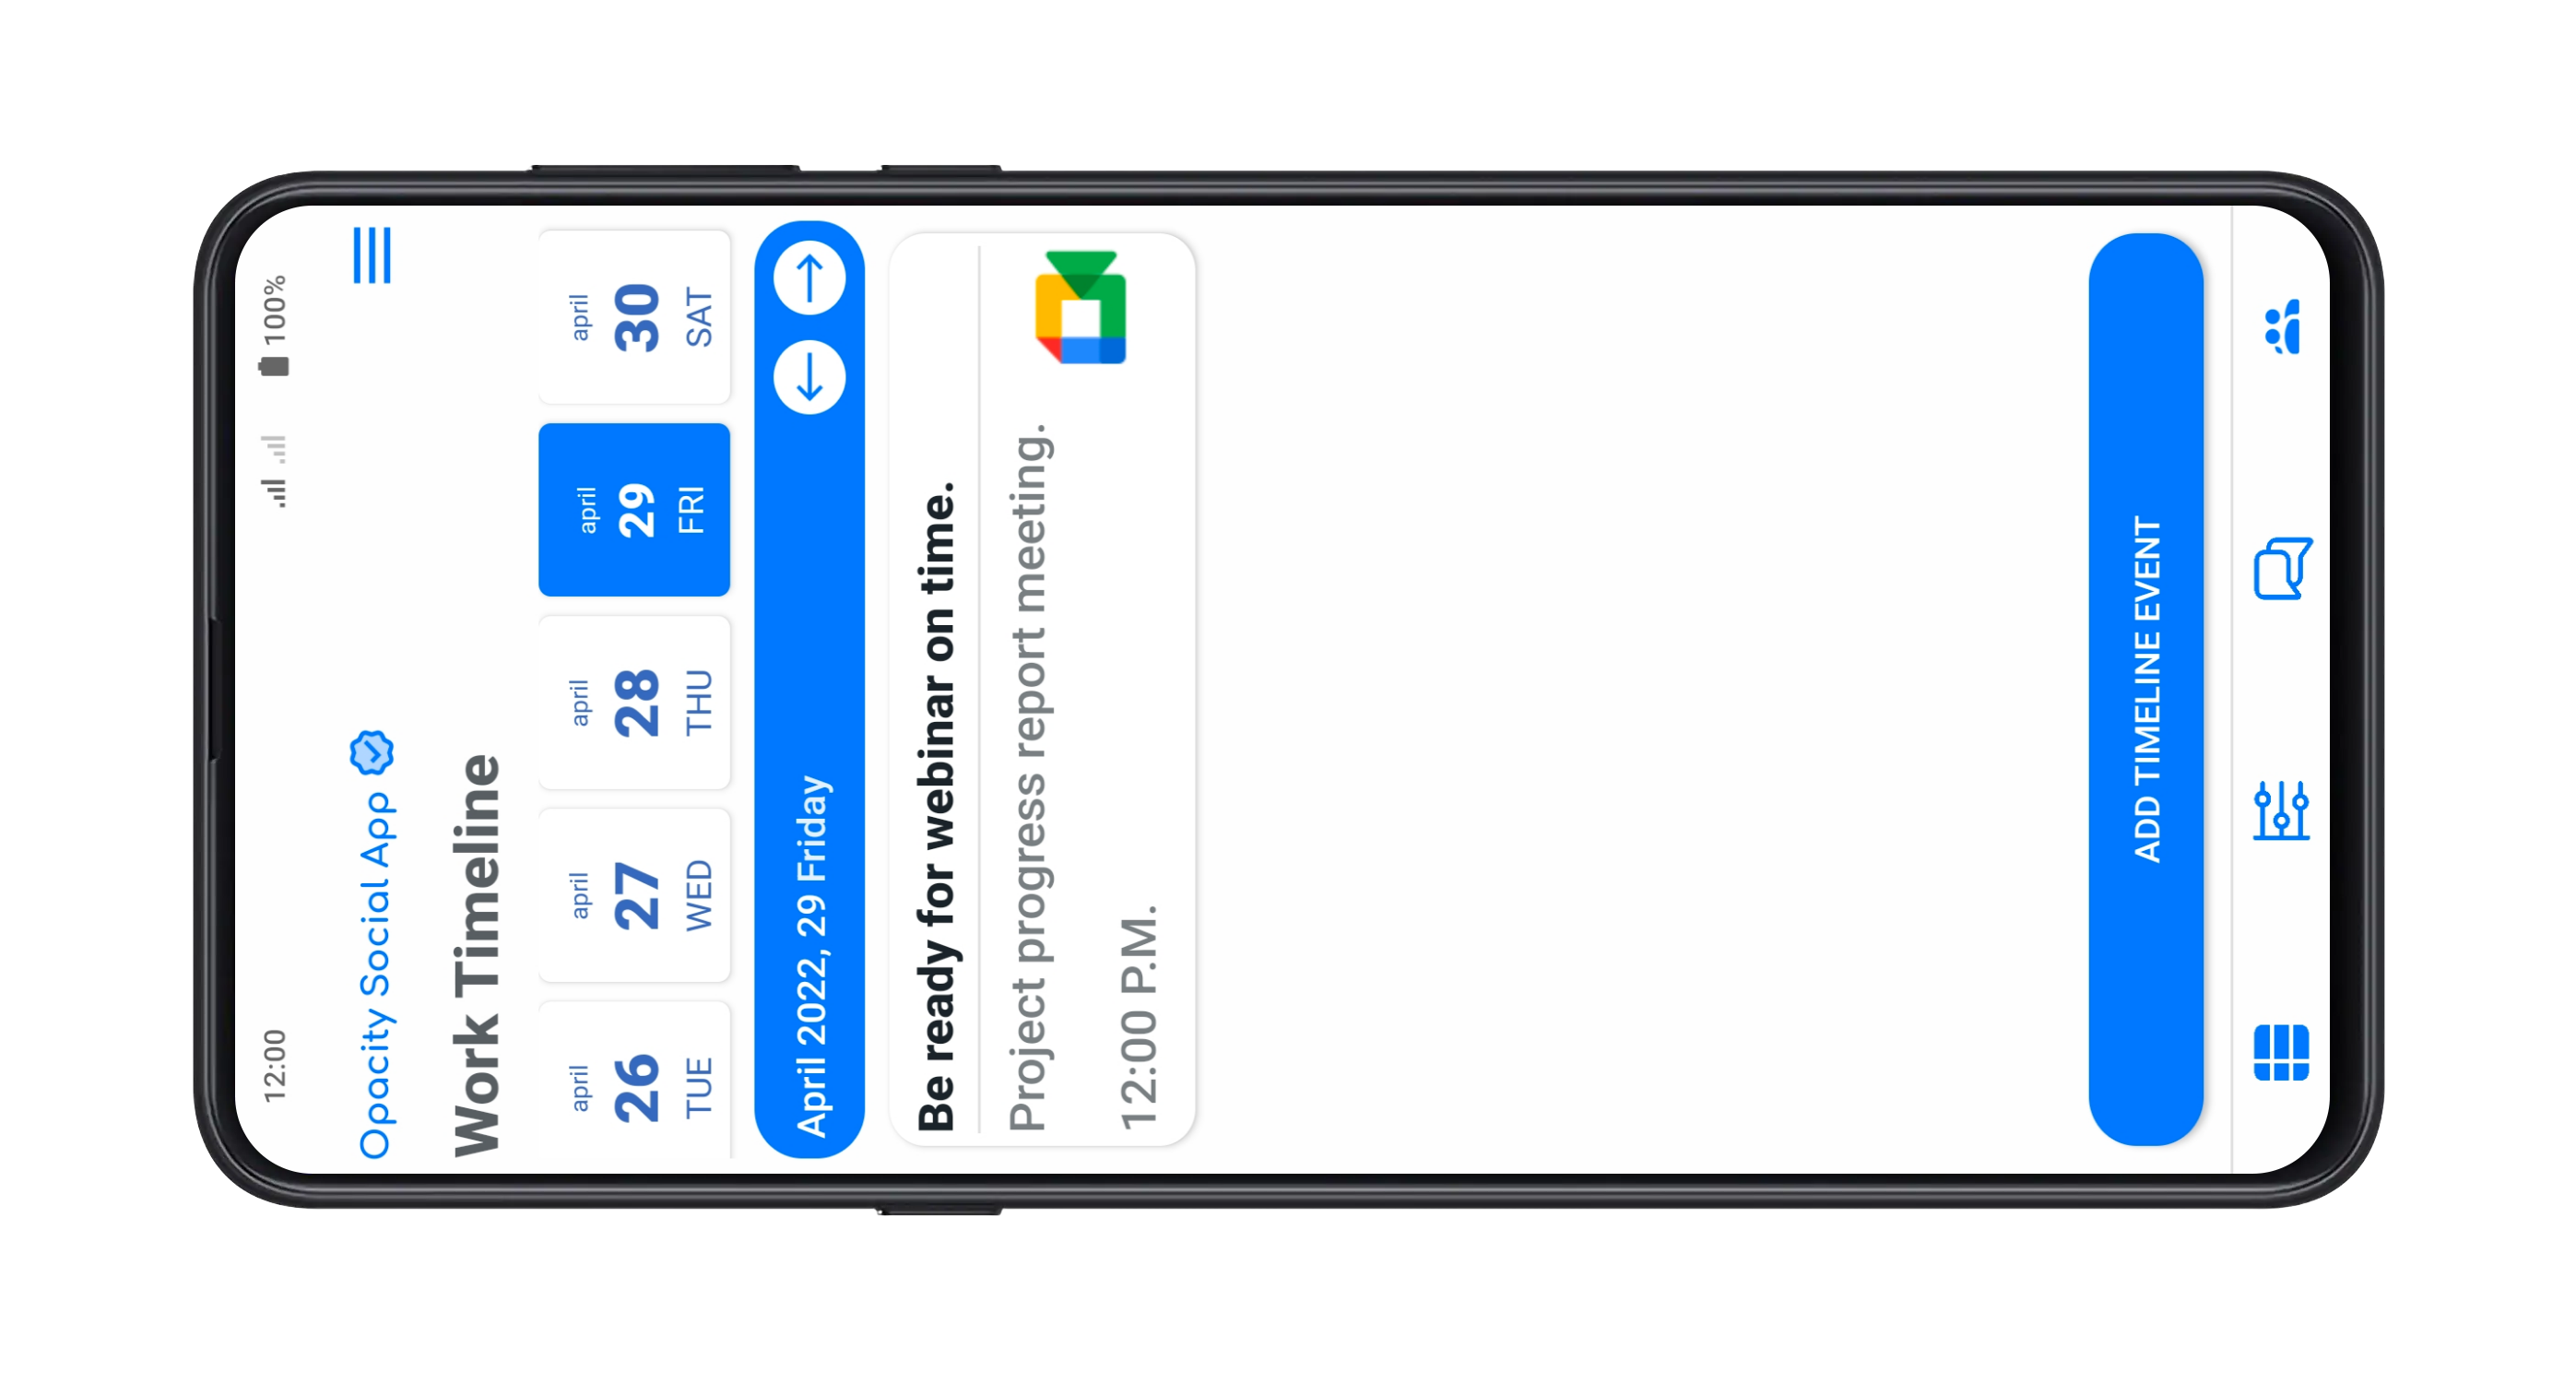 12:00 100%
Opacity Social App
Work Timeline
april april april april april
26 27 28 29 30
TUE WED THU FRI SAT
April 2022, 29 Friday
Be ready for webinar on time.
Project progress report meeting.
12:00 P.M.
ADD TIMELINE EVENT